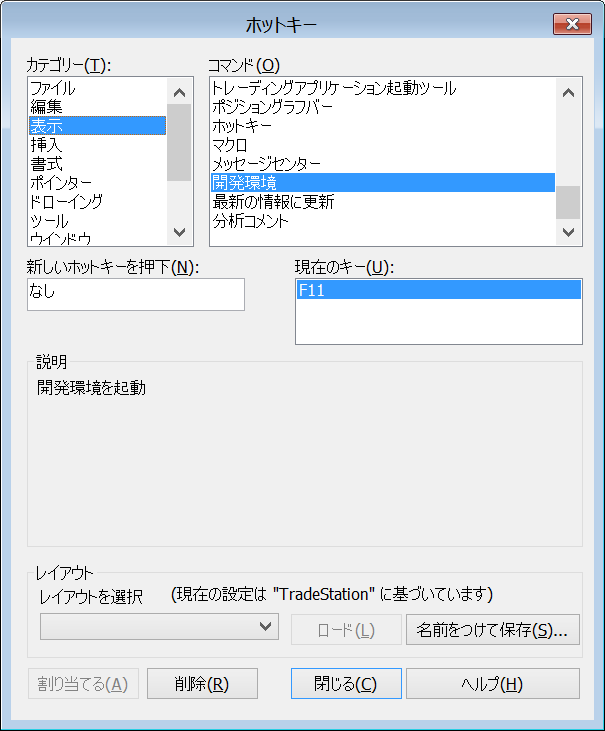 ホットキー
カテゴリー(T):
ファイル
編集
表示
挿入
書式
ポインター
ドローイング
ツール
ウインドウ
コマンド(O)
トレーディングアプリケーション起動ツール
ポジショングラフバー
ホットキー
マクロ
メッセージセンター
開発環境
最新の情報に更新
分析コメント
新しいホットキーを押下(N):
なし
現在のキー(U):
F11
説明
開発環境を起動
レイアウト
レイアウトを選択 (現在の設定は "TradeStation" に基づいています)
ロード(L) 名前をつけて保存(S)...
割り当てる(A) 削除(R) 閉じる(C) ヘルプ(H)